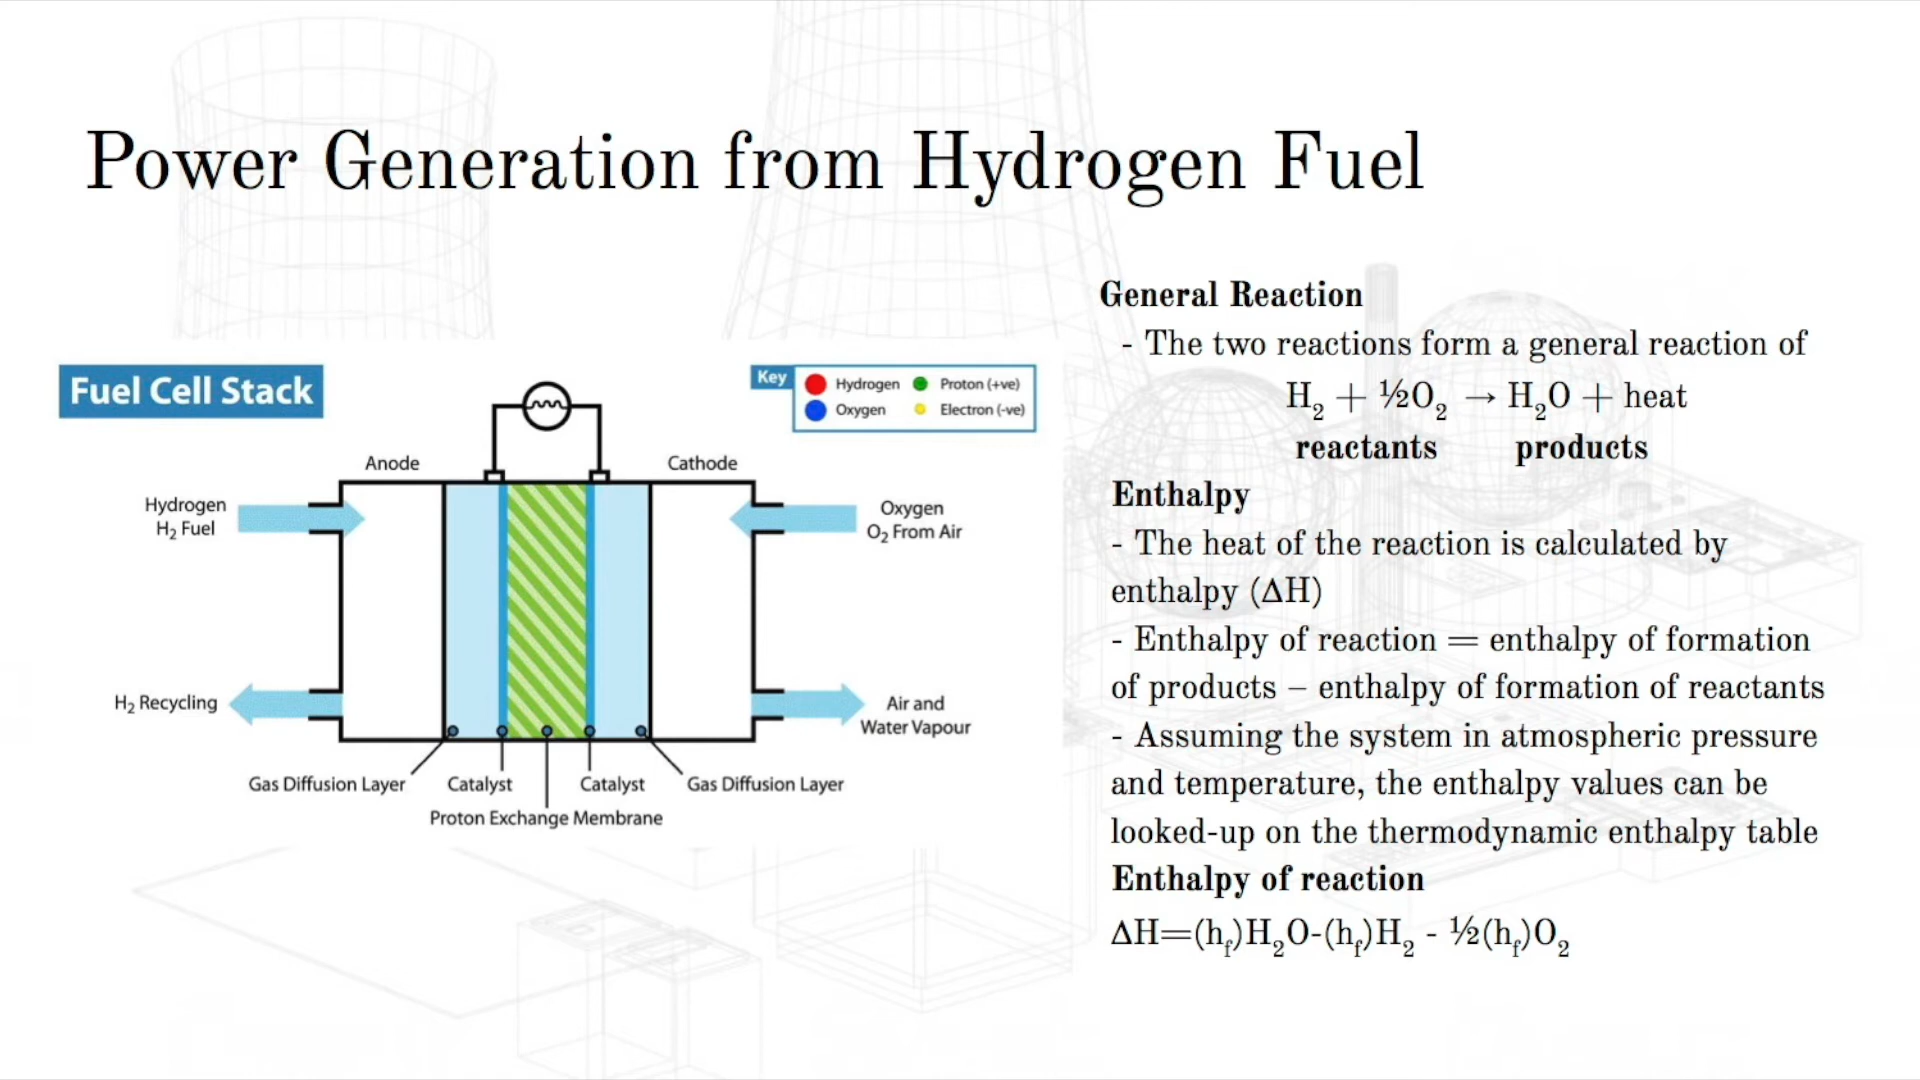 Power Generation from Hydrogen Fuel
Fuel Cell Stack
Key
Hydrogen
Proton (+ve)
Oxygen
Electron (-ve)
Anode
Cathode
Hydrogen
H₂ Fuel
Oxygen
O₂ From Air
H₂ Recycling
Air and
Water Vapour
Gas Diffusion Layer
Catalyst
Catalyst
Gas Diffusion Layer
Proton Exchange Membrane
General Reaction
- The two reactions form a general reaction of
H₂ + ½O₂ → H₂O + heat
reactants products
Enthalpy
- The heat of the reaction is calculated by
enthalpy (ΔH)
- Enthalpy of reaction = enthalpy of formation
of products – enthalpy of formation of reactants
- Assuming the system in atmospheric pressure
and temperature, the enthalpy values can be
looked-up on the thermodynamic enthalpy table
Enthalpy of reaction
ΔH=(h_f)H₂O-(h_f)H₂ - ½(h_f)O₂